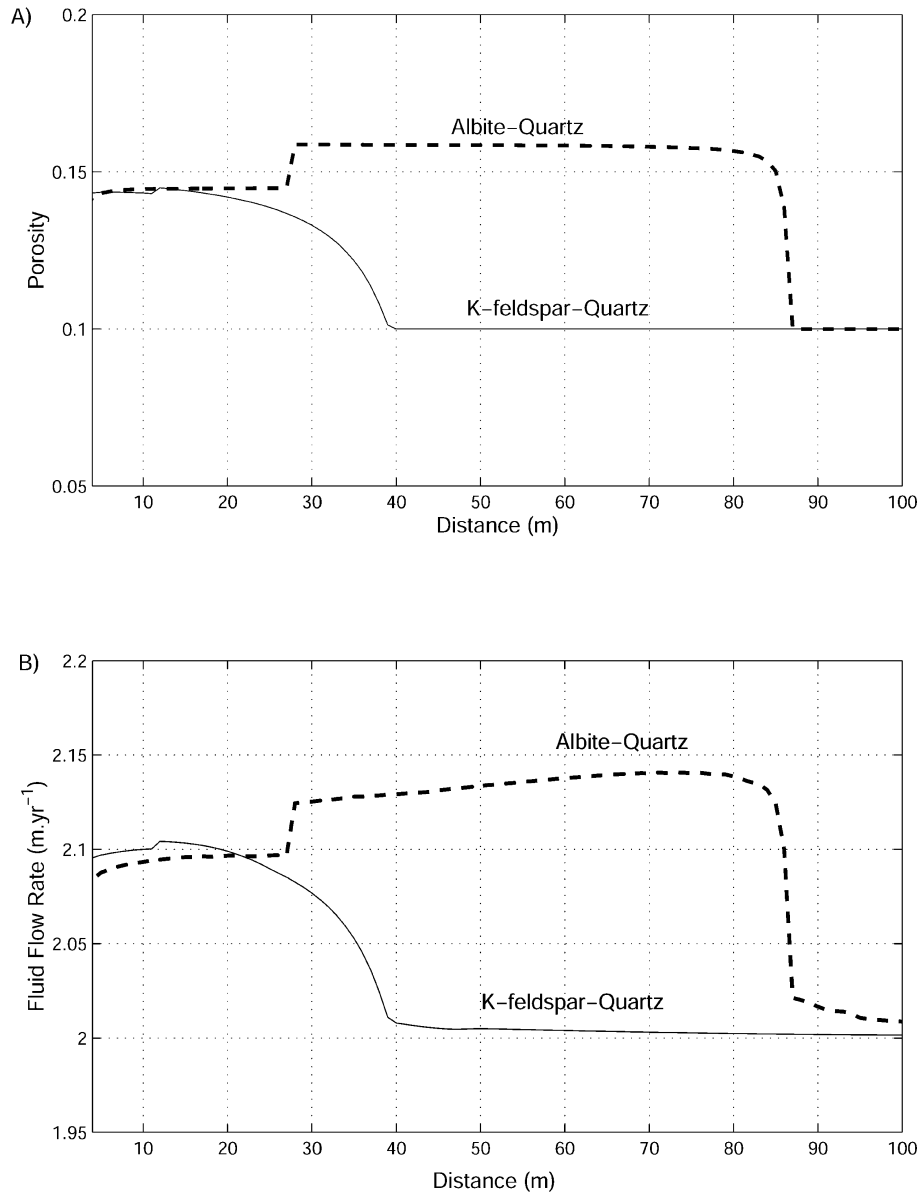 A)
0.2
Albite–Quartz
0.15
Porosity
K–feldspar–Quartz
0.1
0.05
10 20 30 40 50 60 70 80 90 100
Distance (m)
B)
2.2
Albite–Quartz
2.15
2.1
Fluid Flow Rate (m.yr⁻¹)
2.05
K–feldspar–Quartz
2
1.95
10 20 30 40 50 60 70 80 90 100
Distance (m)